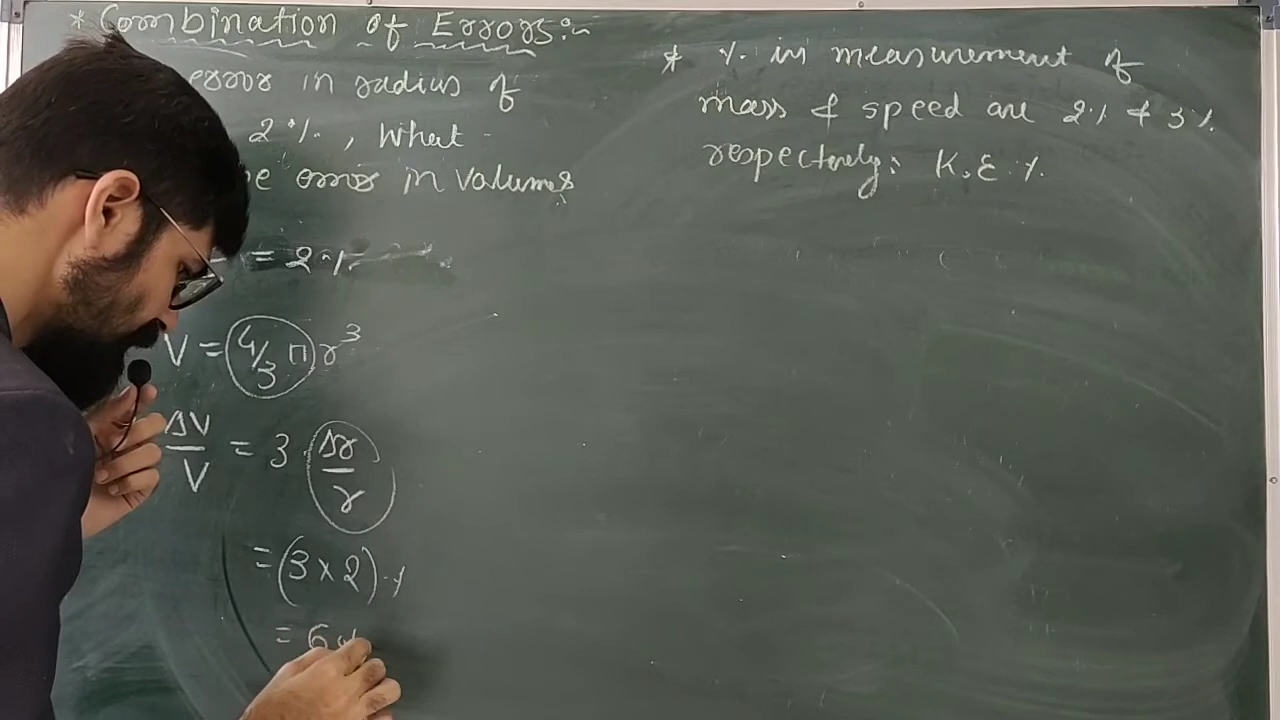 * Combination of Errors:-
error in radius of
2 %, What
error in volumes
= 2 %
V = 4/3 π r³
ΔV/V = 3 Δr/r
= (3 × 2) %
= 6 %
* % in measurement of
mass & speed are 2% & 3%
respectively: K.E %